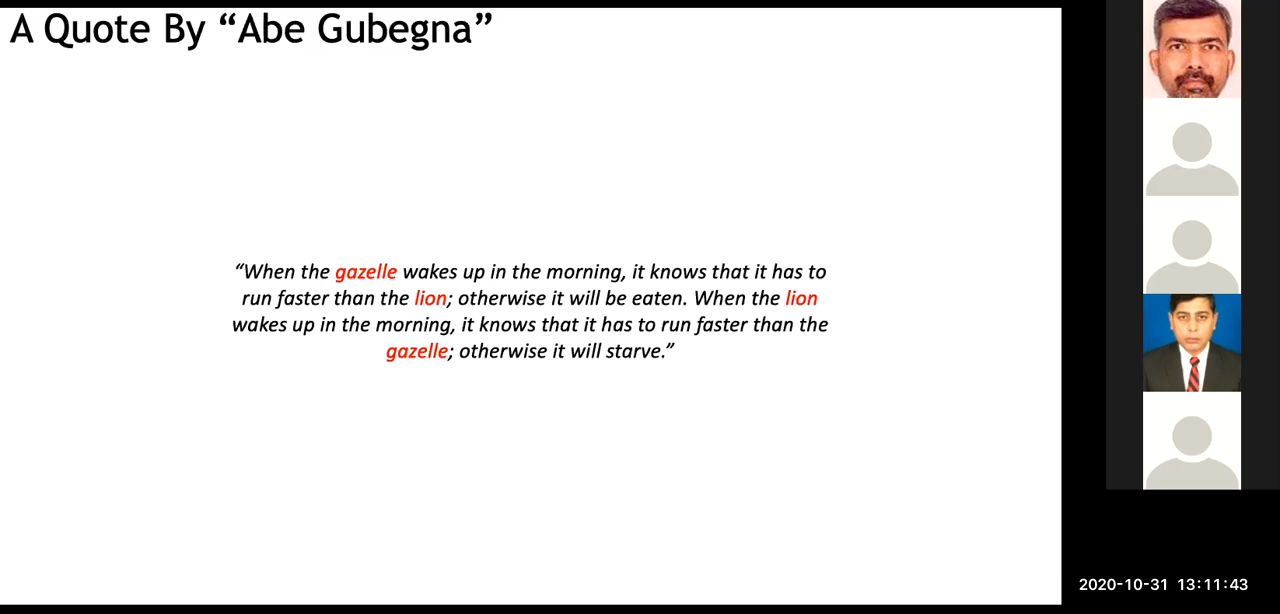 A Quote By “Abe Gubegna”
“When the gazelle wakes up in the morning, it knows that it has to
run faster than the lion; otherwise it will be eaten. When the lion
wakes up in the morning, it knows that it has to run faster than the
gazelle; otherwise it will starve.”
2020-10-31 13:11:43